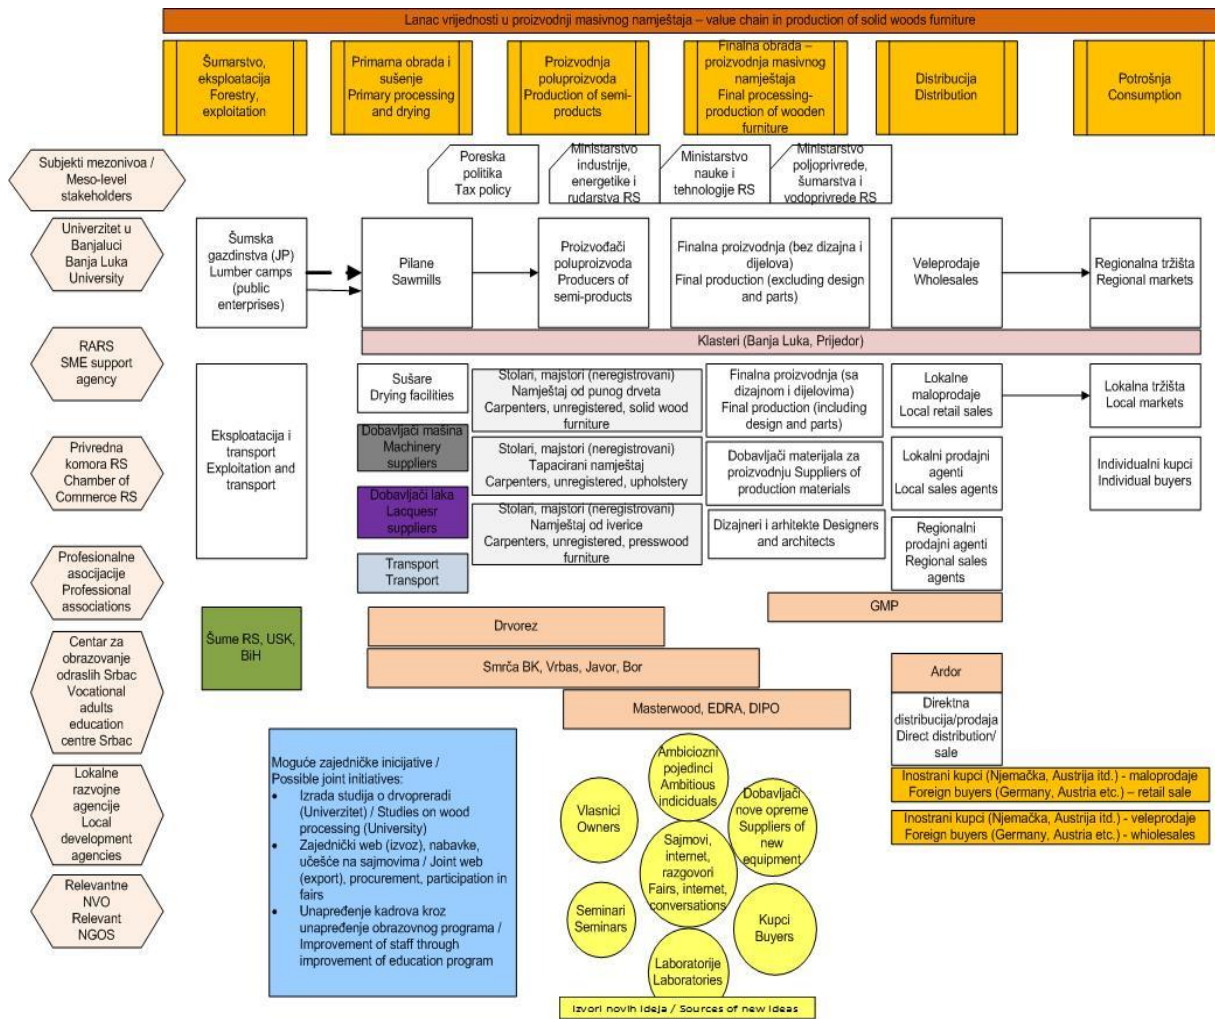 Lanac vrijednosti u proizvodnji masivnog namještaja – value chain in production of solid woods furniture
Šumarstvo,
eksploatacija
Forestry,
exploitation
Primarna obrada i
sušenje
Primary processing
and drying
Proizvodnja
poluproizvoda
Production of semi-
products
Finalna obrada –
proizvodnja masivnog
namještaja
Final processing-
production of wooden
furniture
Distribucija
Distribution
Potrošnja
Consumption
Subjekti mezonivoa /
Meso-level
stakeholders
Poreska
politika
Tax policy
Ministarstvo
industrije,
energetike i
rudarstva RS
Ministarstvo
nauke i
tehnologije RS
Ministarstvo
poljoprivrede,
šumarstva i
vodoprivrede RS
Univerzitet u
Banjaluci
Banja Luka
University
Šumska
gazdinstva (JP)
Lumber camps
(public
enterprises)
Pilane
Sawmills
Proizvođači
poluproizvoda
Producers of
semi-products
Finalna proizvodnja (bez dizajna i
dijelova)
Final production (excluding design
and parts)
Veleprodaje
Wholesales
Regionalna tržišta
Regional markets
Klasteri (Banja Luka, Prijedor)
RARS
SME support
agency
Eksploatacija i
transport
Exploitation and
transport
Sušare
Drying facilities
Stolari, majstori (neregistrovani)
Namještaj od punog drveta
Carpenters, unregistered, solid wood
furniture
Finalna proizvodnja (sa
dizajnom i dijelovima)
Final production (including
design and parts)
Lokalne
maloprodaje
Local retail sales
Lokalna tržišta
Local markets
Privredna
komora RS
Chamber of
Commerce RS
Dobavljači mašina
Machinery
suppliers
Stolari, majstori (neregistrovani)
Tapacirani namještaj
Carpenters, unregistered, upholstery
Dobavljači materijala za
proizvodnju Suppliers of
production materials
Lokalni prodajni
agenti
Local sales agents
Individualni kupci
Individual buyers
Dobavljači laka
Lacquesr
suppliers
Stolari, majstori (neregistrovani)
Namještaj od iverice
Carpenters, unregistered, presswood
furniture
Dizajneri i arhitekte Designers
and architects
Regionalni
prodajni agenti
Regional sales
agents
Profesionalne
asocijacije
Professional
associations
Transport
Transport
GMP
Šume RS, USK,
BiH
Drvorez
Smrča BK, Vrbas, Javor, Bor
Masterwood, EDRA, DIPO
Centar za
obrazovanje
odraslih Srbac
Vocational
adults
education
centre Srbac
Ardor
Direktna
distribucija/prodaja
Direct distribution/
sale
Inostrani kupci (Njemačka, Austrija itd.) - maloprodaje
Foreign buyers (Germany, Austria etc.) – retail sale
Inostrani kupci (Njemačka, Austrija itd.) - veleprodaje
Foreign buyers (Germany, Austria etc.) - wholesales
Lokalne
razvojne
agencije
Local
development
agencies
Relevantne
NVO
Relevant
NGOS
Moguće zajedničke inicijative /
Possible joint initiatives:
• Izrada studija o drvopreradi
(Univerzitet) / Studies on wood
processing (University)
• Zajednički web (izvoz), nabavke,
učešće na sajmovima / Joint web
(export), procurement, participation in
fairs
• Unapređenje kadrova kroz
unapređenje obrazovnog programa /
Improvement of staff through
improvement of education program
Ambiciozni
pojedinci
Ambitious
indiciduals
Vlasnici
Owners
Dobavljači
nove opreme
Suppliers of
new
equipment
Sajmovi,
internet,
razgovori
Fairs, internet,
conversations
Seminari
Seminars
Kupci
Buyers
Laboratorije
Laboratories
Izvori novih ideja / Sources of new ideas